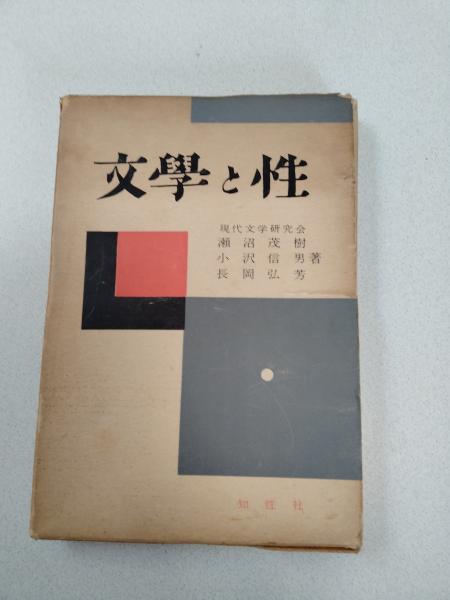 文學と性
現代文学研究会
瀬沼茂樹
小沢信男著
長岡弘芳
知性社